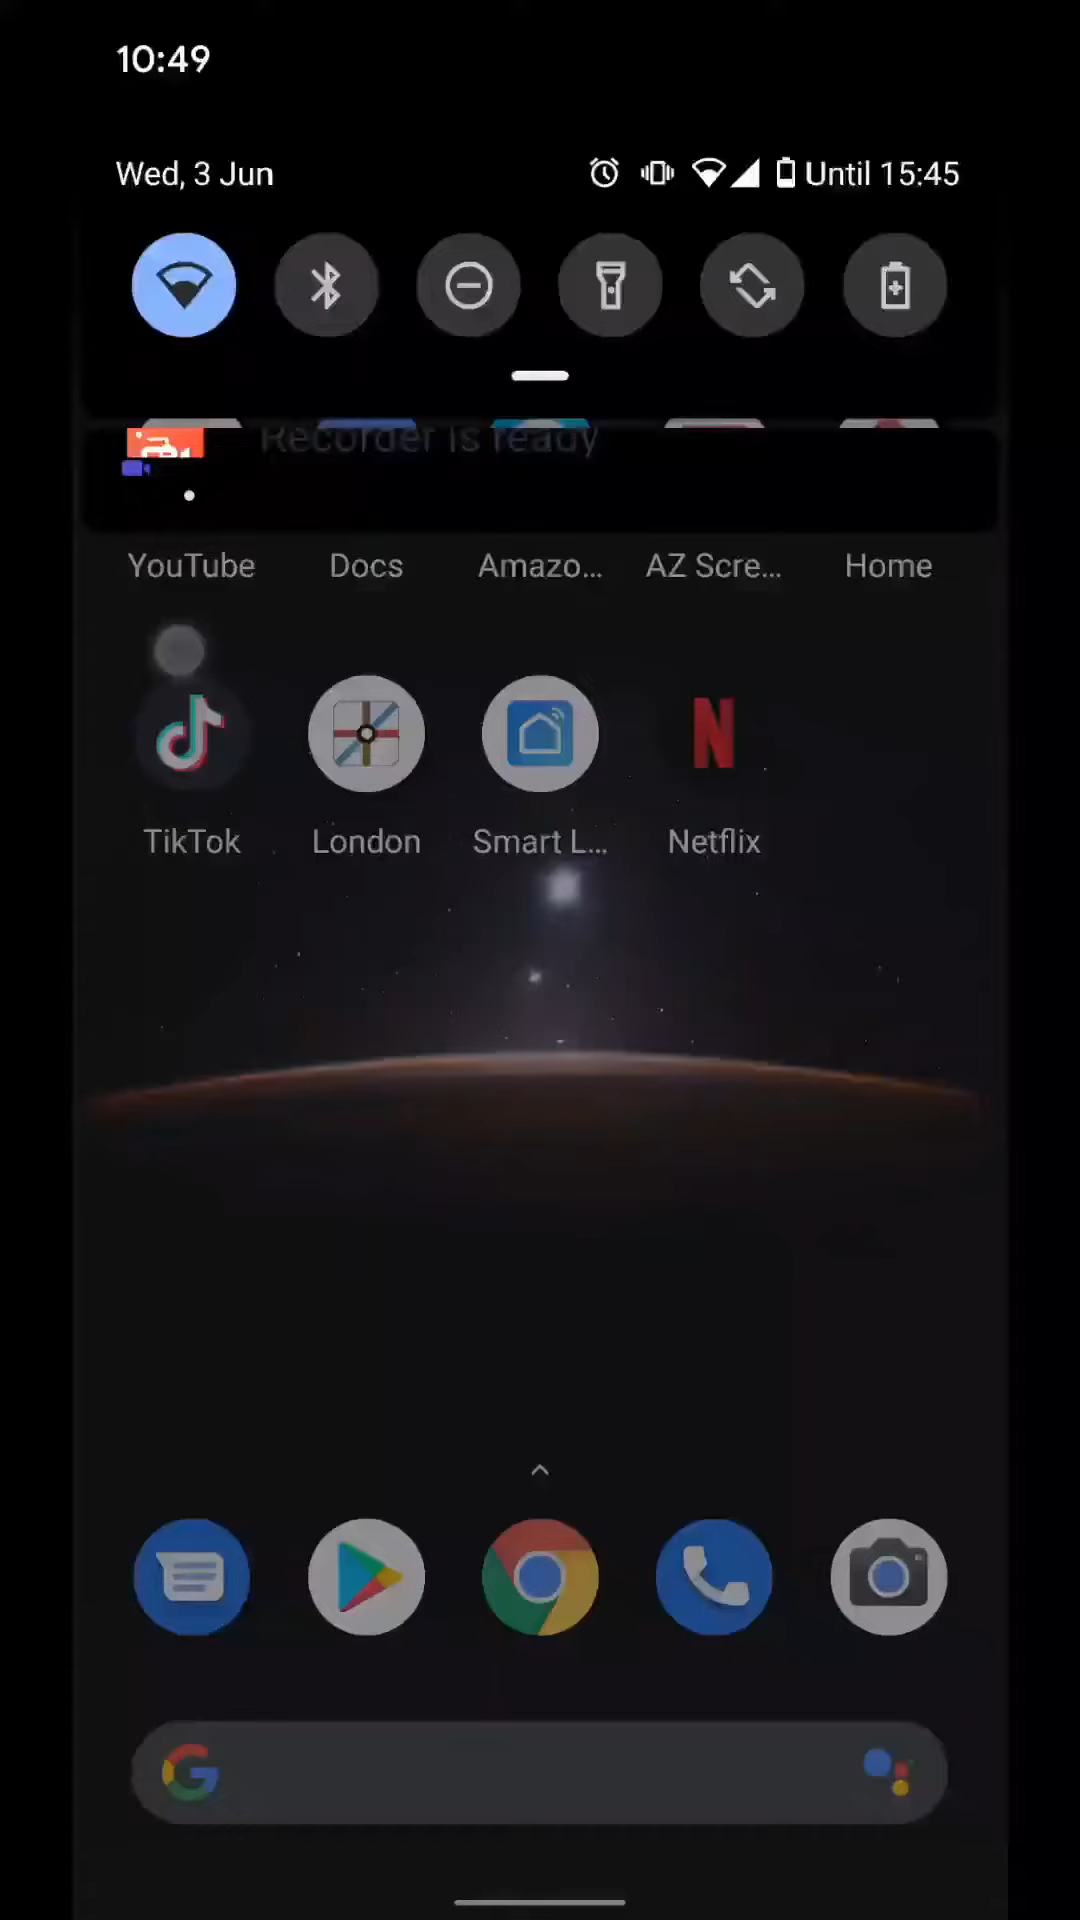 10:49
Wed, 3 Jun
Until 15:45
Recorder is ready
YouTube Docs Amazo... AZ Scre... Home
TikTok London Smart L... Netflix